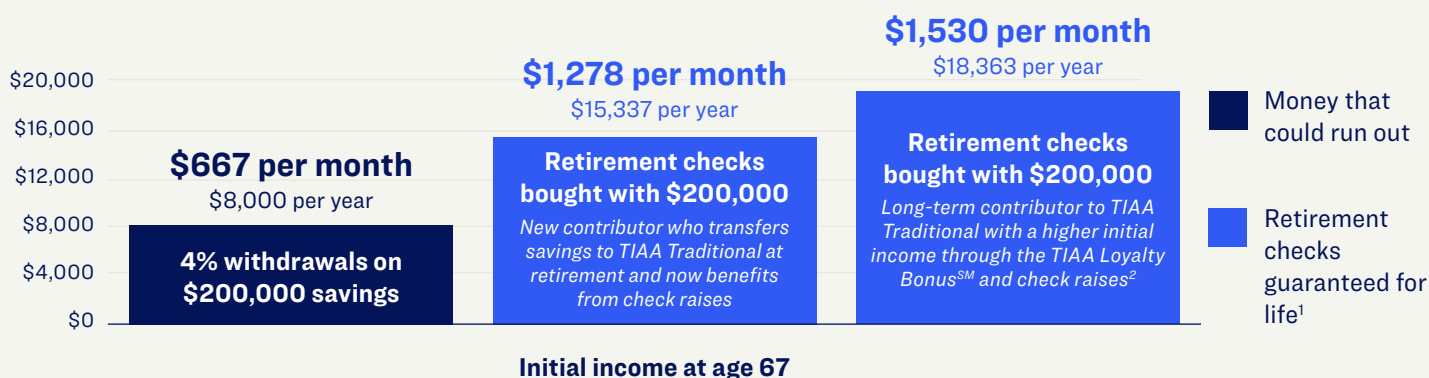 $1,530 per month
$18,363 per year
$1,278 per month
$15,337 per year
$667 per month
$8,000 per year
$20,000
$16,000
$12,000
$8,000
$4,000
$0
4% withdrawals on
$200,000 savings
Retirement checks
bought with $200,000
New contributor who transfers
savings to TIAA Traditional at
retirement and now benefits
from check raises
Retirement checks
bought with $200,000
Long-term contributor to TIAA
Traditional with a higher initial
income through the TIAA Loyalty
Bonus℠ and check raises²
Money that
could run out
Retirement
checks
guaranteed for
life¹
Initial income at age 67